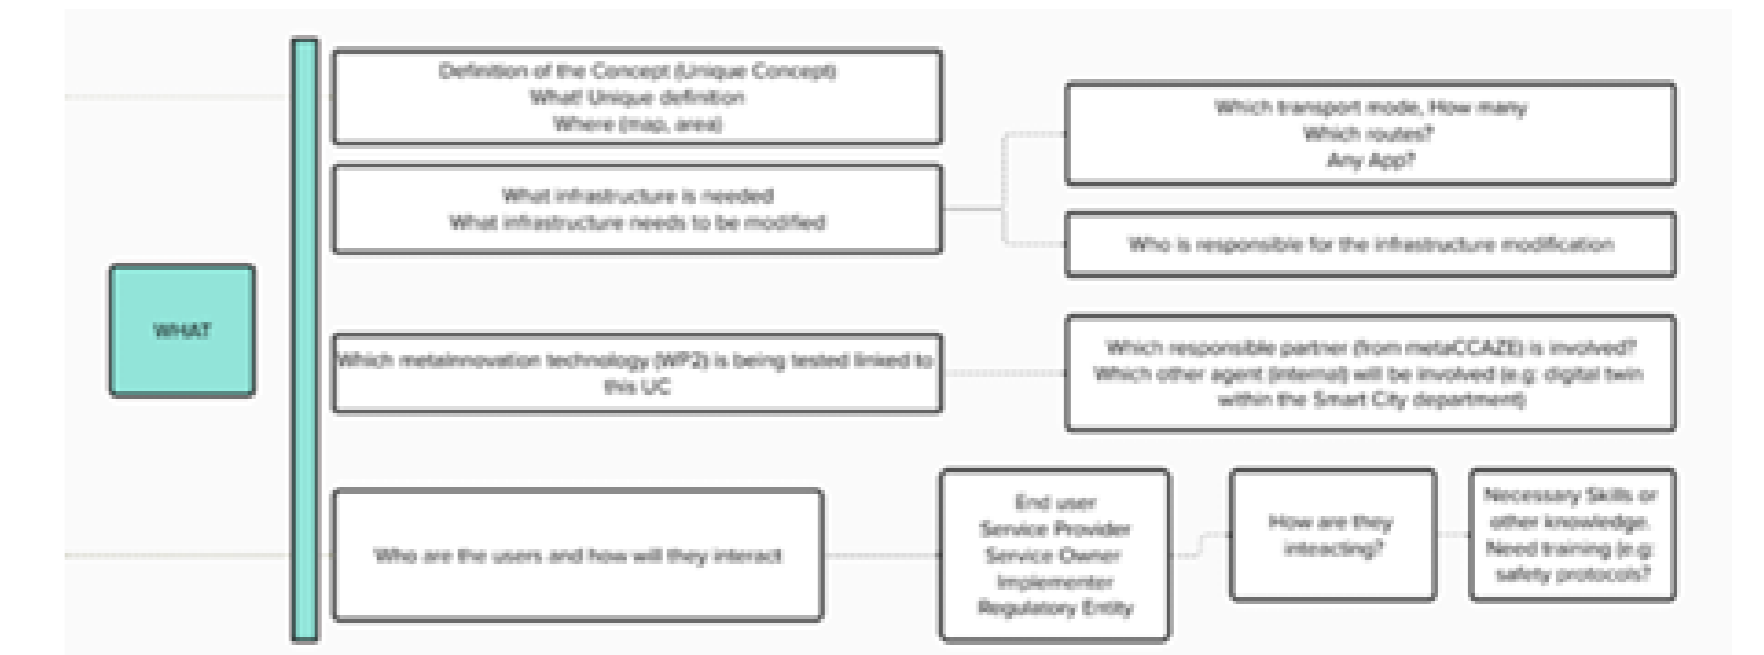 WHAT
Definition of the Concept (Unique Concept)
What! Unique definition
Where (map, area)
What infrastructure is needed
What infrastructure needs to be modified
Which transport mode, How many
Which routes?
Any App?
Who is responsible for the infrastructure modification
Which metaInnovation technology (WP2) is being tested linked to
this UC
Which responsible partner (from metaCCAZE) is involved?
Which other agent (internal) will be involved (e.g: digital twin
within the Smart City department)
Who are the users and how will they interact
End user
Service Provider
Service Owner
Implementer
Regulatory Entity
How are they
inteacting?
Necessary Skills or
other knowledge.
Need training (e.g:
safety protocols?